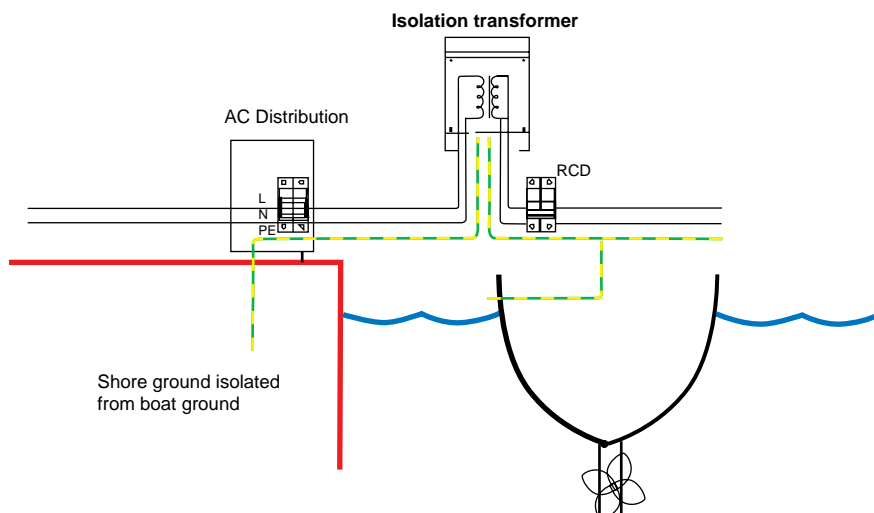 Isolation transformer
AC Distribution
RCD
L
N
PE
Shore ground isolated
from boat ground